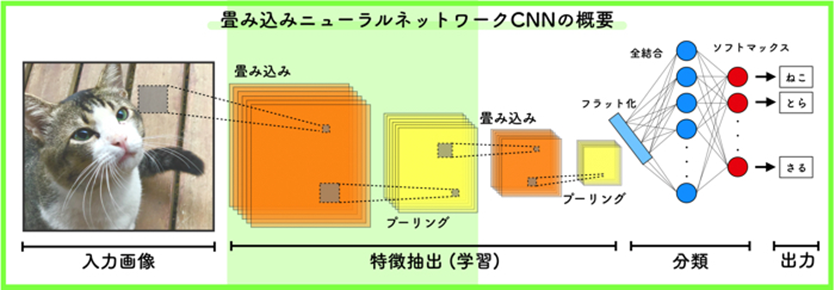 畳み込みニューラルネットワークCNNの概要
畳み込み
プーリング
畳み込み
プーリング
フラット化
全結合
ソフトマックス
ねこ
とら
さる
入力画像
特徴抽出(学習)
分類
出力